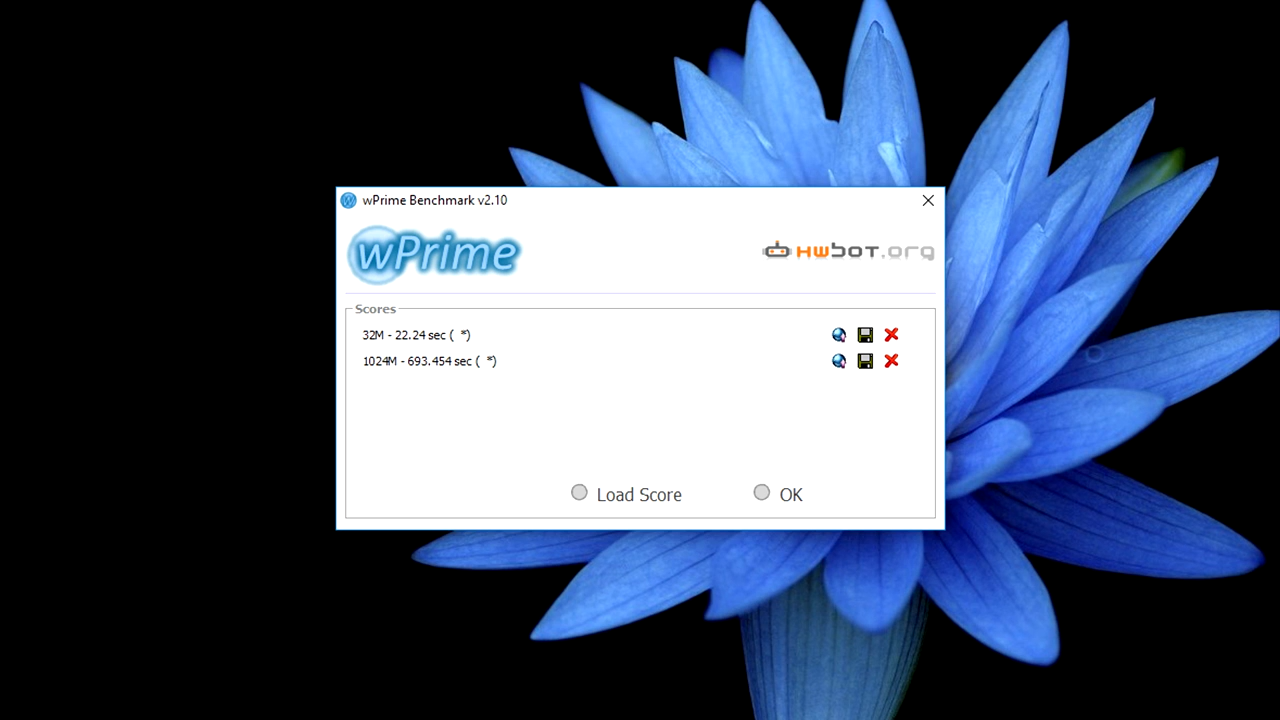 wPrime Benchmark v2.10
wPrime
HWBOT.org
Scores
32M - 22.24 sec ( *)
1024M - 693.454 sec ( *)
Load Score
OK